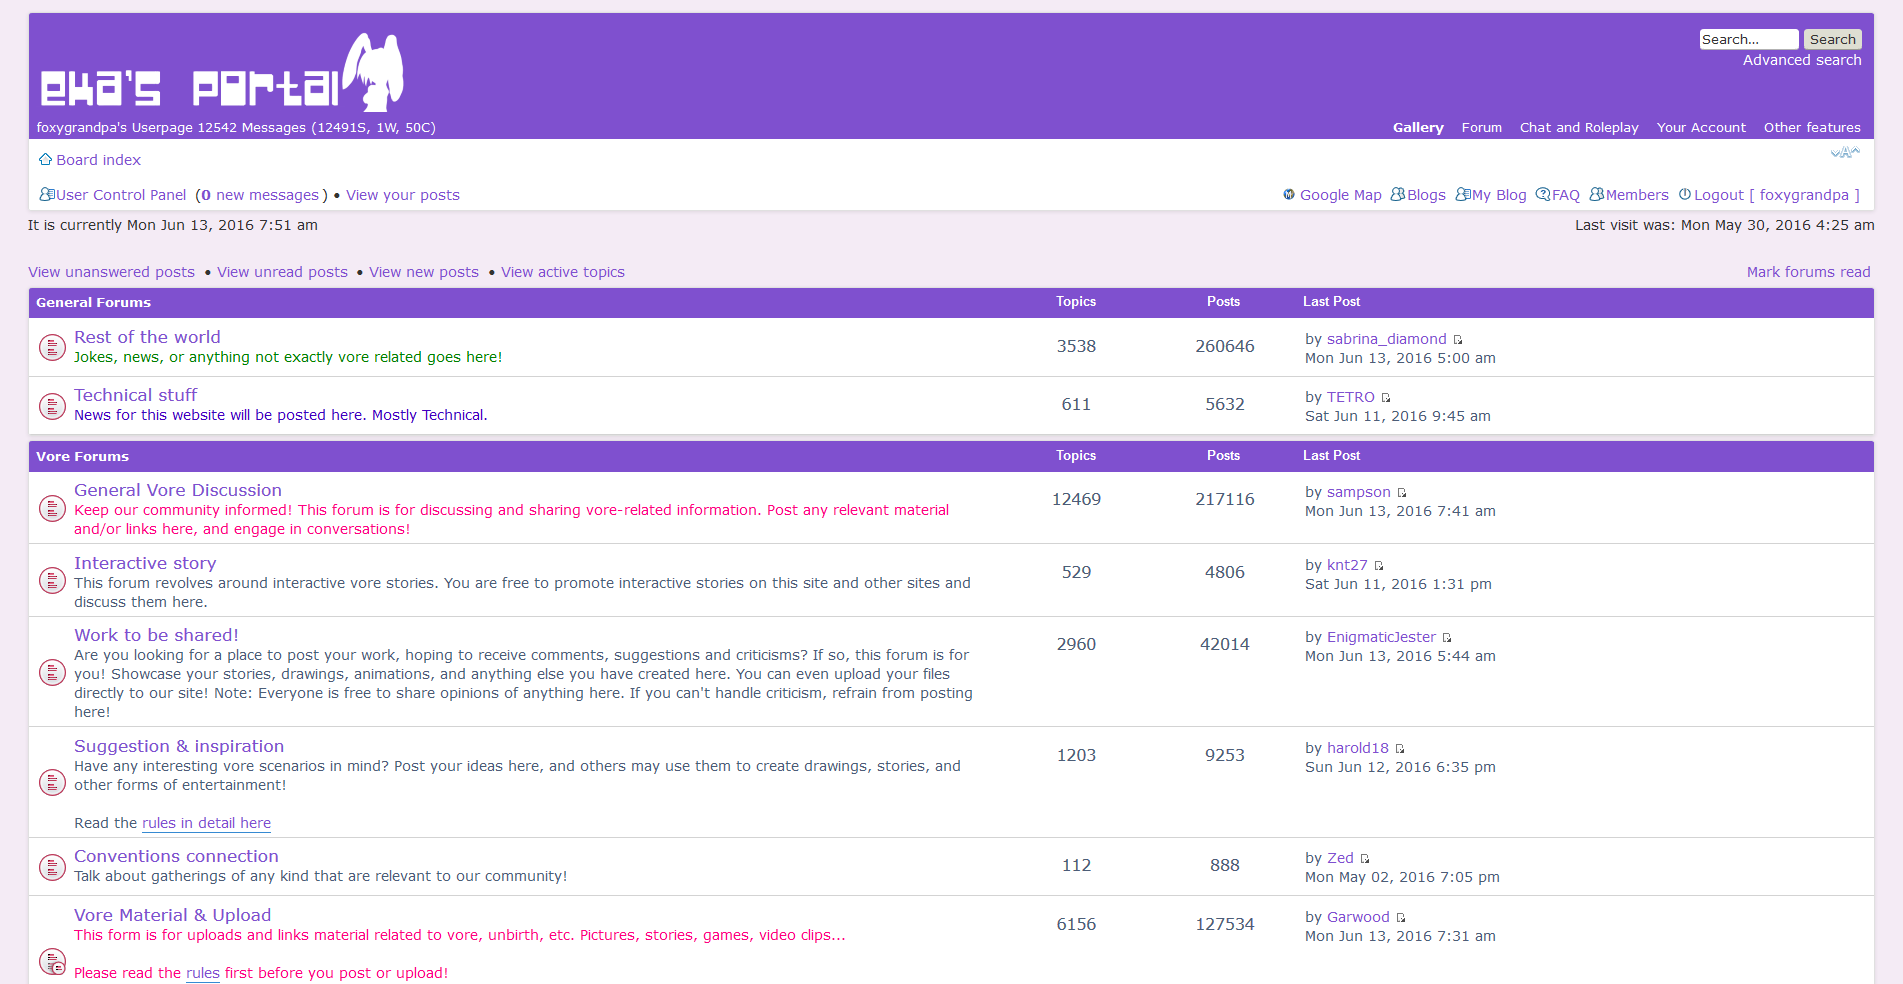 eka's portal
Search... Search
Advanced search
foxygrandpa's Userpage 12542 Messages (12491S, 1W, 50C)
Gallery Forum Chat and Roleplay Your Account Other features
Board index
A
User Control Panel (0 new messages) • View your posts
Google Map Blogs My Blog FAQ Members Logout [ foxygrandpa ]
It is currently Mon Jun 13, 2016 7:51 am
Last visit was: Mon May 30, 2016 4:25 am
View unanswered posts • View unread posts • View new posts • View active topics
Mark forums read
General Forums Topics Posts Last Post
Rest of the world
Jokes, news, or anything not exactly vore related goes here!
3538 260646
by sabrina_diamond
Mon Jun 13, 2016 5:00 am
Technical stuff
News for this website will be posted here. Mostly Technical.
611 5632
by TETRO
Sat Jun 11, 2016 9:45 am
Vore Forums Topics Posts Last Post
General Vore Discussion
Keep our community informed! This forum is for discussing and sharing vore-related information. Post any relevant material
and/or links here, and engage in conversations!
12469 217116
by sampson
Mon Jun 13, 2016 7:41 am
Interactive story
This forum revolves around interactive vore stories. You are free to promote interactive stories on this site and other sites and
discuss them here.
529 4806
by knt27
Sat Jun 11, 2016 1:31 pm
Work to be shared!
Are you looking for a place to post your work, hoping to receive comments, suggestions and criticisms? If so, this forum is for
you! Showcase your stories, drawings, animations, and anything else you have created here. You can even upload your files
directly to our site! Note: Everyone is free to share opinions of anything here. If you can't handle criticism, refrain from posting
here!
2960 42014
by EnigmaticJester
Mon Jun 13, 2016 5:44 am
Suggestion & inspiration
Have any interesting vore scenarios in mind? Post your ideas here, and others may use them to create drawings, stories, and
other forms of entertainment!
Read the rules in detail here
1203 9253
by harold18
Sun Jun 12, 2016 6:35 pm
Conventions connection
Talk about gatherings of any kind that are relevant to our community!
112 888
by Zed
Mon May 02, 2016 7:05 pm
Vore Material & Upload
This form is for uploads and links material related to vore, unbirth, etc. Pictures, stories, games, video clips...
Please read the rules first before you post or upload!
6156 127534
by Garwood
Mon Jun 13, 2016 7:31 am